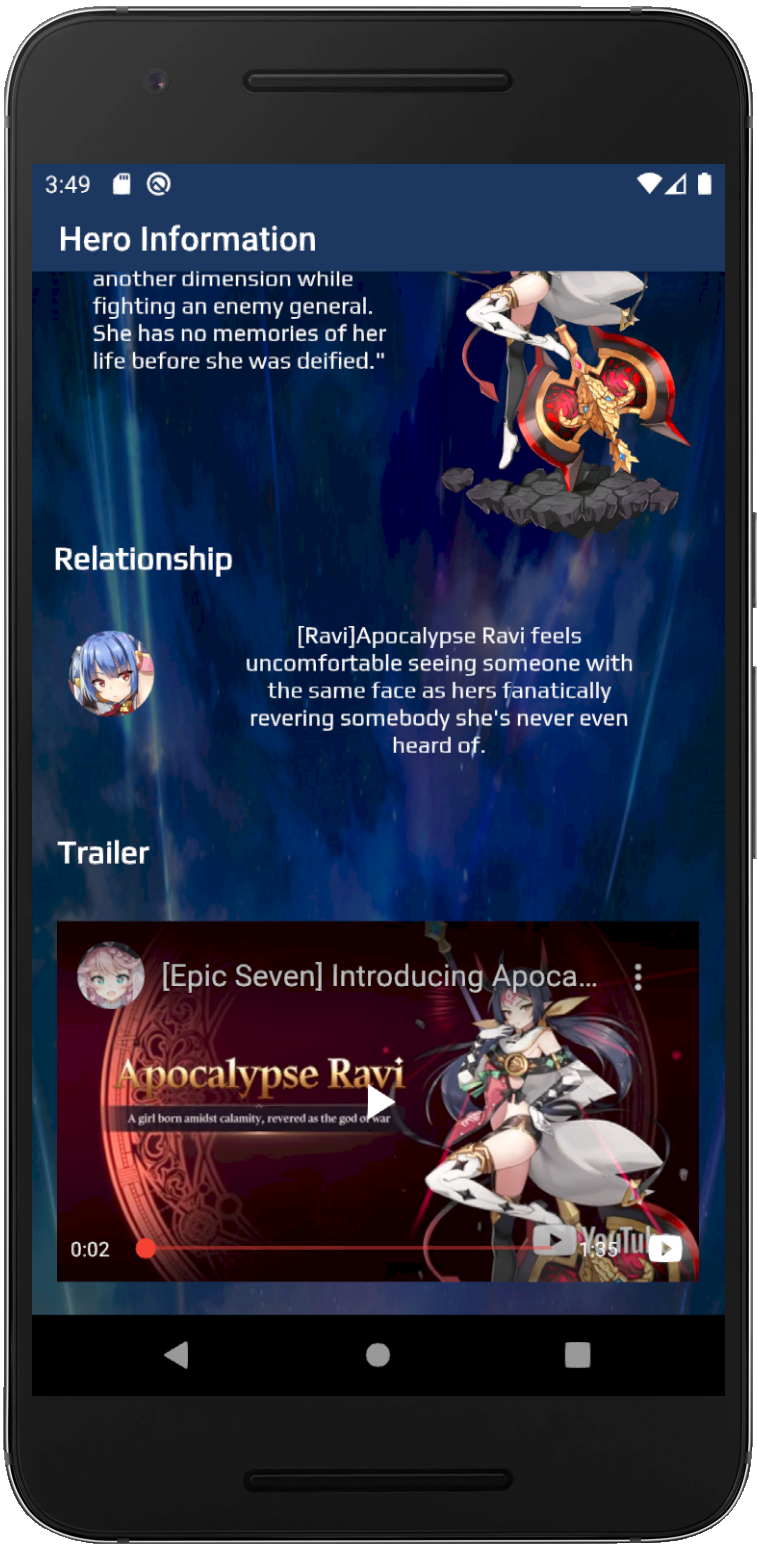 3:49
Hero Information
another dimension while
fighting an enemy general.
She has no memories of her
life before she was deified."
Relationship
[Ravi]Apocalypse Ravi feels
uncomfortable seeing someone with
the same face as hers fanatically
revering somebody she's never even
heard of.
Trailer
[Epic Seven] Introducing Apoca...
Apocalypse Ravi
A girl born amidst calamity, revered as the god of war
0:02
1:35
YouTub